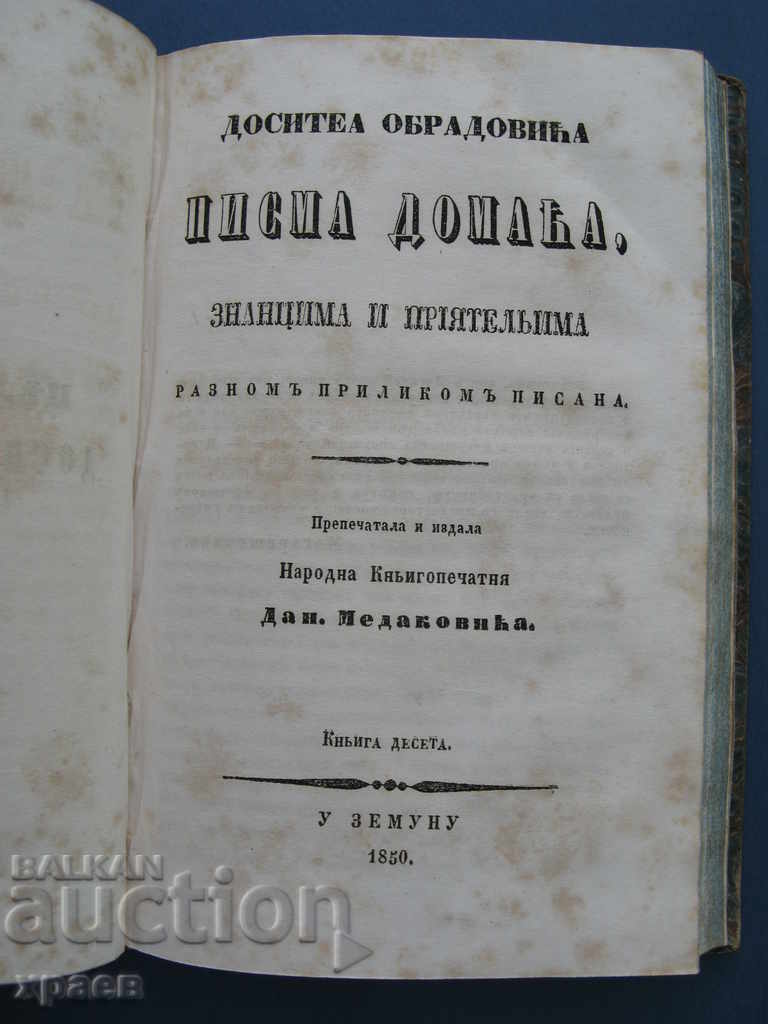 ДОСИТЕА ОБРАДОВИЋА
ПИСМА ДОМАЋА,
ЗНАНЦИМА И ПРІЯТЕЛЬИМА
РАЗНОМЪ ПРИЛИКОМЪ ПИСАНА.
Препечатала и издала
Народна Кньигопечатня
Дан. Медаковића.
Кньига десета.
У ЗЕМУНУ
1850.
BALKAN
auction
храев